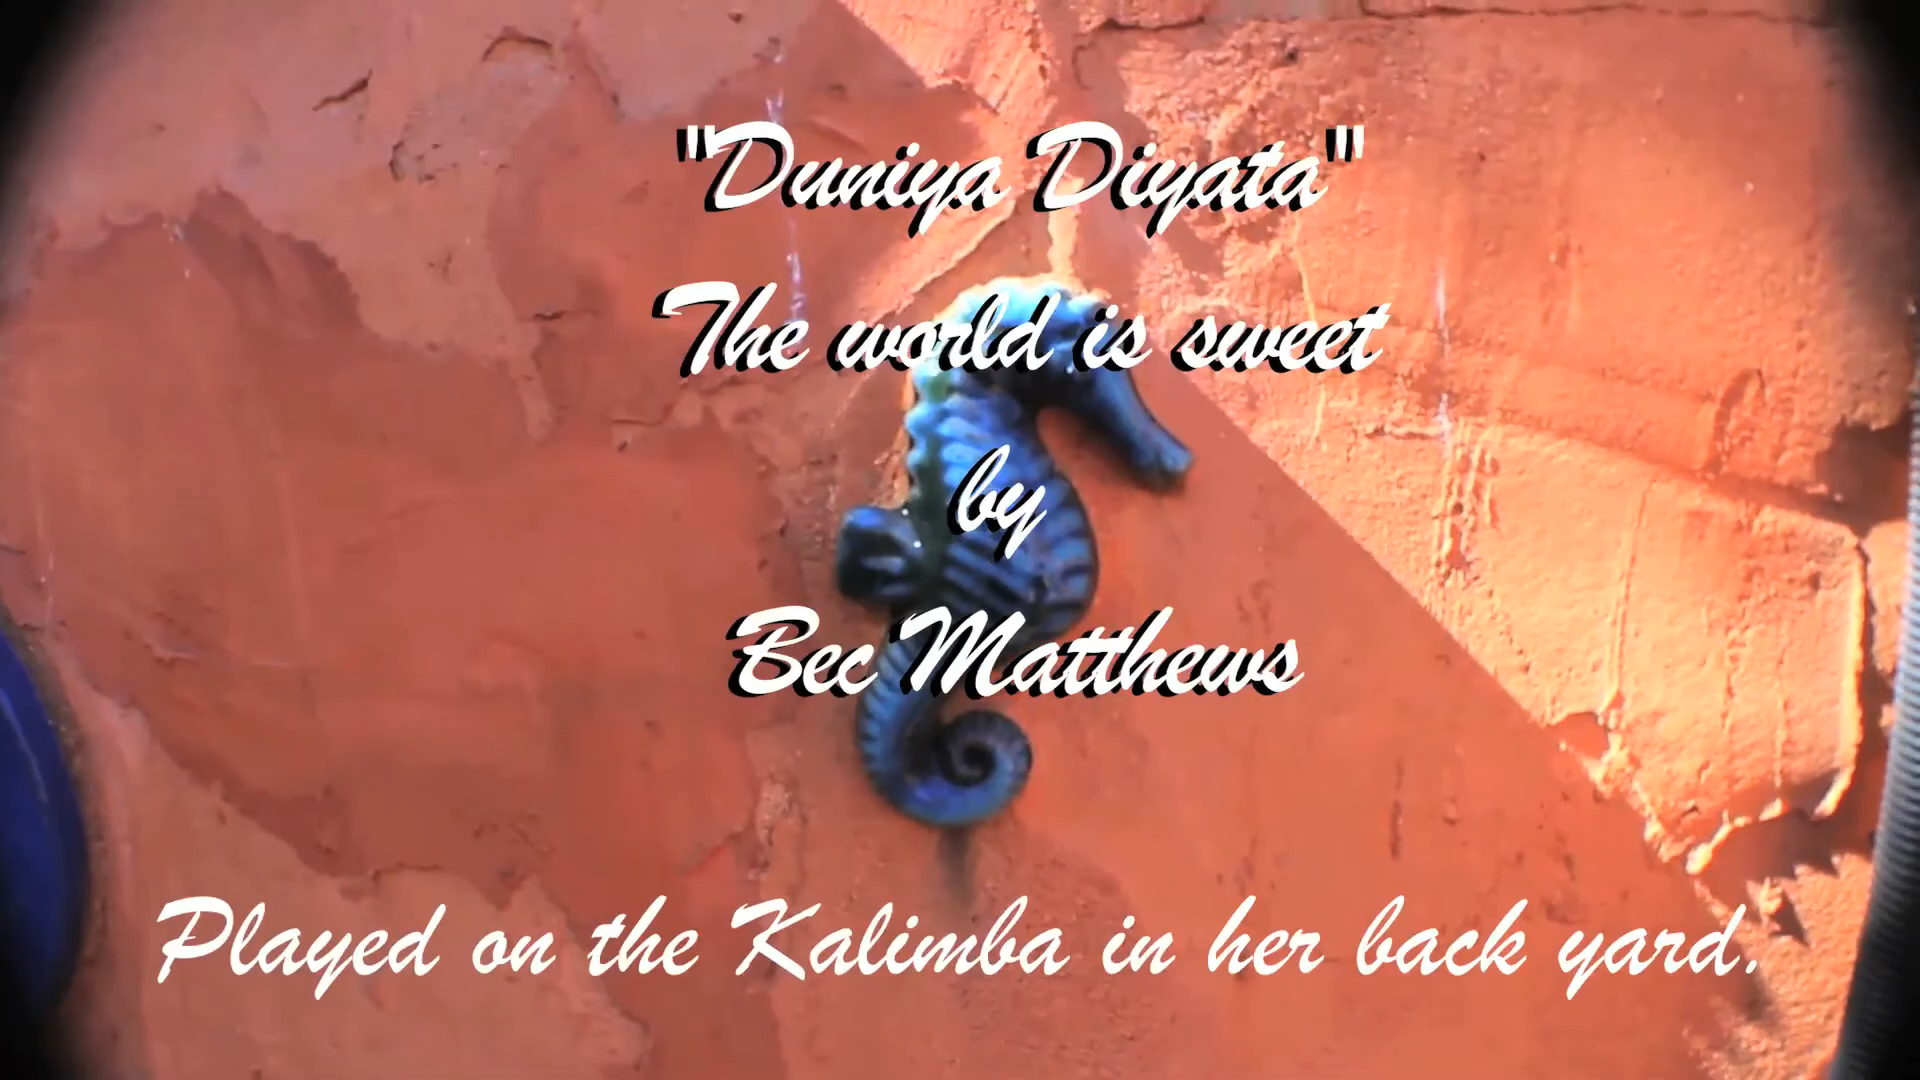 "Duniya Diyata"
The world is sweet
by
Bec Matthews
Played on the Kalimba in her back yard.